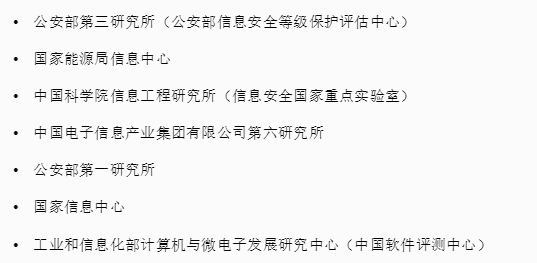 • 公安部第三研究所（公安部信息安全等级保护评估中心）
• 国家能源局信息中心
• 中国科学院信息工程研究所（信息安全国家重点实验室）
• 中国电子信息产业集团有限公司第六研究所
• 公安部第一研究所
• 国家信息中心
• 工业和信息化部计算机与微电子发展研究中心（中国软件评测中心）